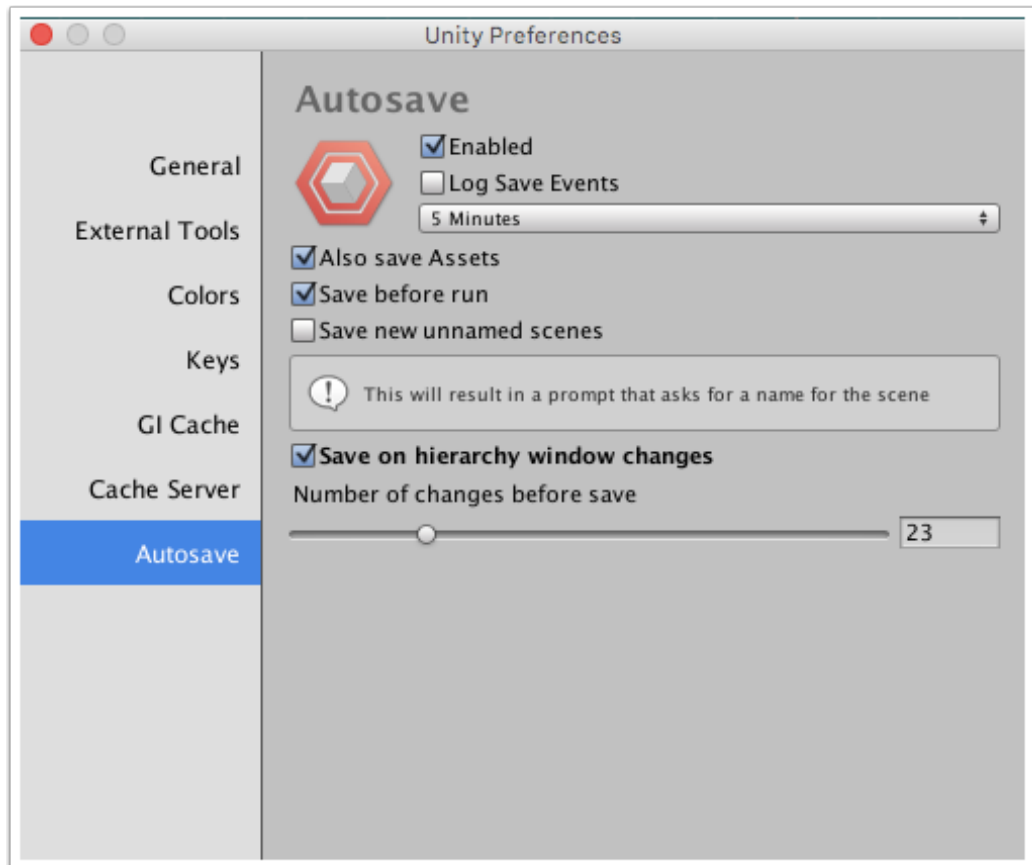 Unity Preferences
General
External Tools
Colors
Keys
GI Cache
Cache Server
Autosave
Autosave
Enabled
Log Save Events
5 Minutes
Also save Assets
Save before run
Save new unnamed scenes
This will result in a prompt that asks for a name for the scene
Save on hierarchy window changes
Number of changes before save
23